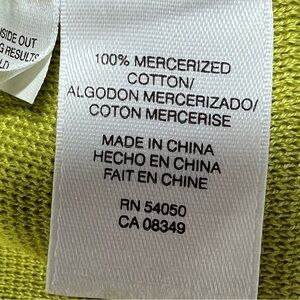 SIDE OUT
G RESULTS
LD
100% MERCERIZED
COTTON/
ALGODON MERCERIZADO/
COTON MERCERISE
MADE IN CHINA
HECHO EN CHINA
FAIT EN CHINE
RN 54050
CA 08349